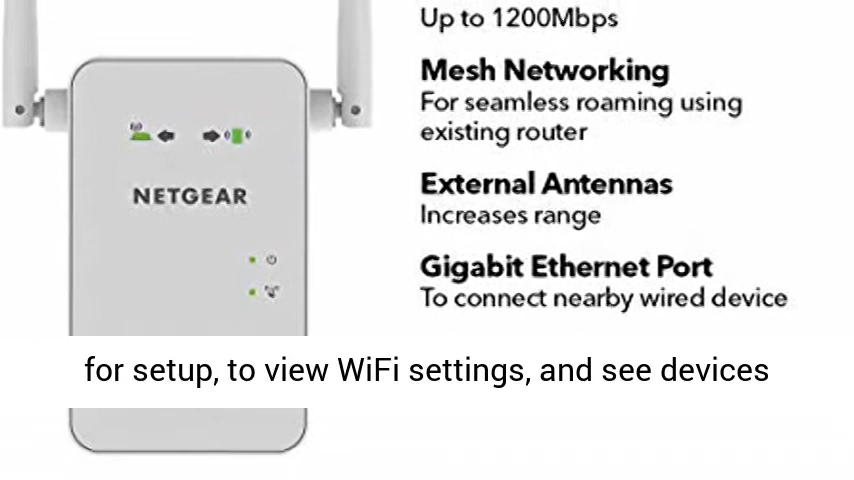 Up to 1200Mbps
Mesh Networking
For seamless roaming using
existing router
External Antennas
Increases range
NETGEAR
Gigabit Ethernet Port
To connect nearby wired device
for setup, to view WiFi settings, and see devices